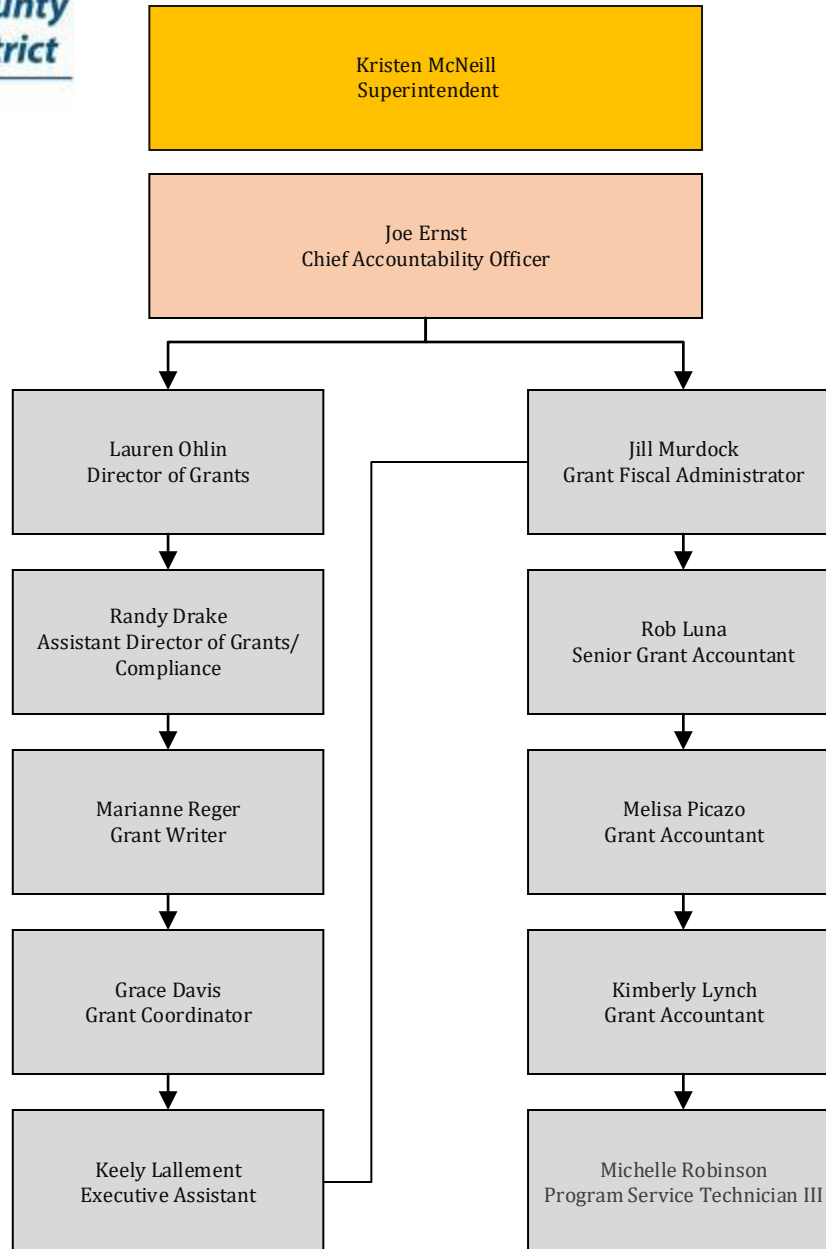 Kristen McNeill
Superintendent
Joe Ernst
Chief Accountability Officer
Lauren Ohlin
Director of Grants
Jill Murdock
Grant Fiscal Administrator
Randy Drake
Assistant Director of Grants/
Compliance
Rob Luna
Senior Grant Accountant
Marianne Reger
Grant Writer
Melisa Picazo
Grant Accountant
Grace Davis
Grant Coordinator
Kimberly Lynch
Grant Accountant
Keely Lallement
Executive Assistant
Michelle Robinson
Program Service Technician III